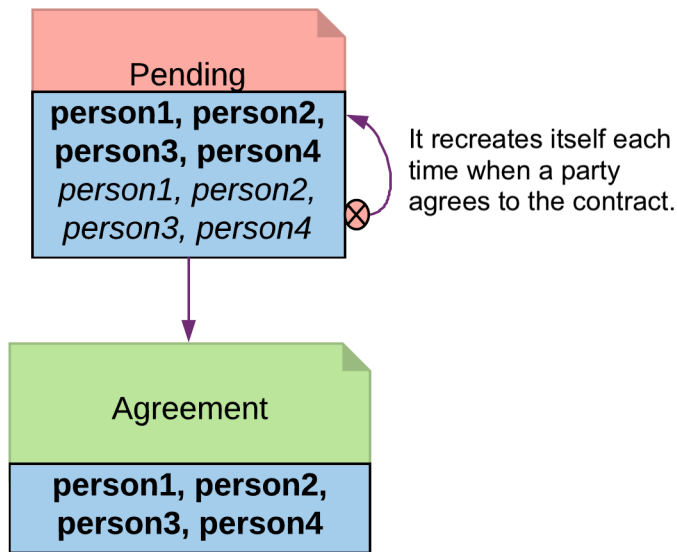 Pending
person1, person2,
person3, person4
person1, person2,
person3, person4
It recreates itself each
time when a party
agrees to the contract.
Agreement
person1, person2,
person3, person4